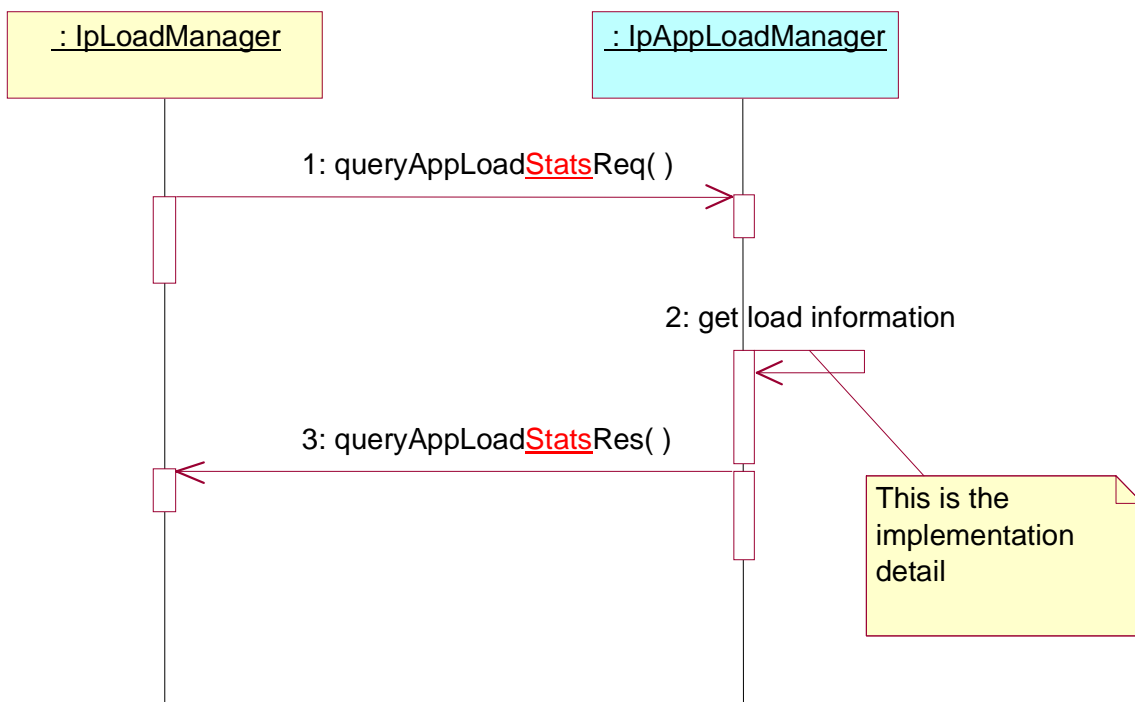 : IpLoadManager
: IpAppLoadManager
1: queryAppLoadStatsReq( )
2: get load information
3: queryAppLoadStatsRes( )
This is the
implementation
detail